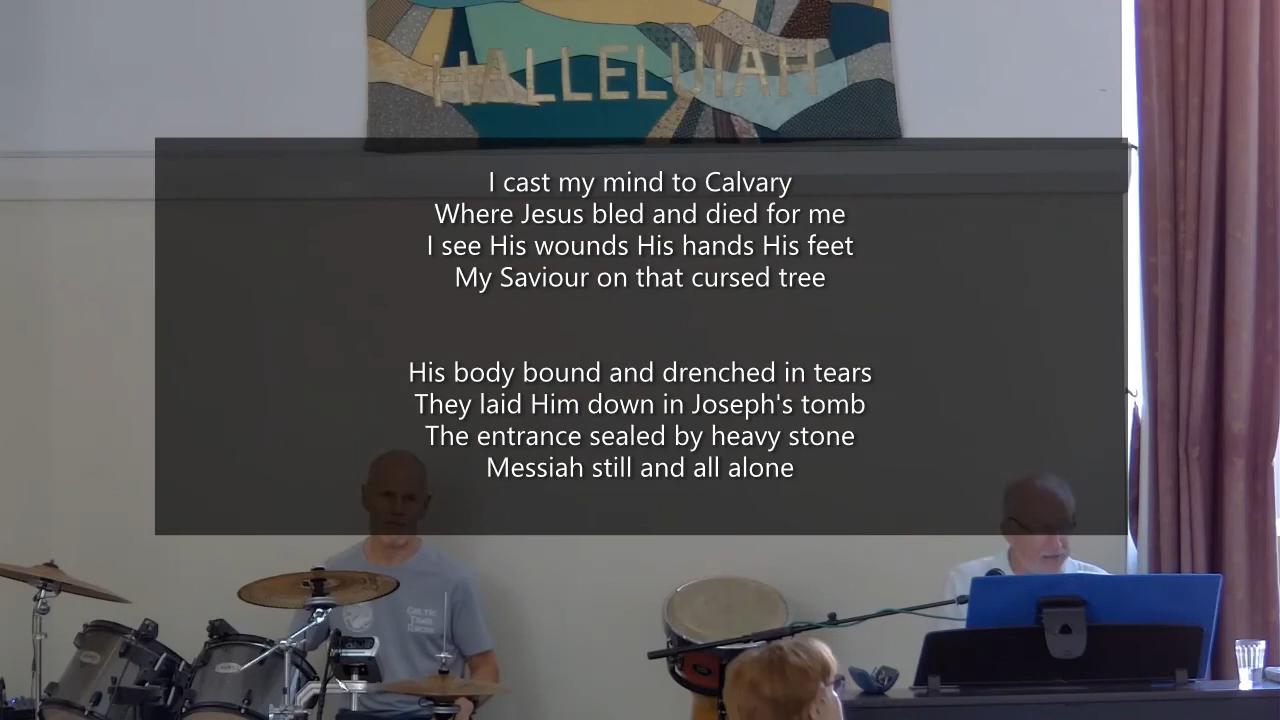 HALLELUIAH
I cast my mind to Calvary
Where Jesus bled and died for me
I see His wounds His hands His feet
My Saviour on that cursed tree
His body bound and drenched in tears
They laid Him down in Joseph's tomb
The entrance sealed by heavy stone
Messiah still and all alone